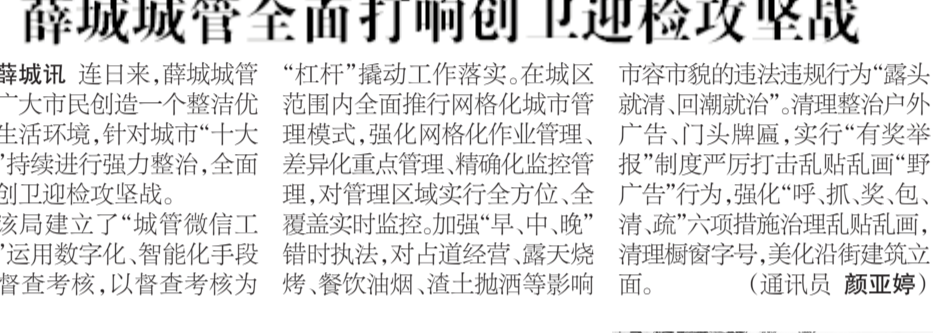 薛城城管全面打响创卫迎检攻坚战
薛城讯 连日来，薛城城管
广大市民创造一个整洁优
生活环境，针对城市“十大
”持续进行强力整治，全面
创卫迎检攻坚战。
该局建立了“城管微信工
”运用数字化、智能化手段
督查考核，以督查考核为
“杠杆”撬动工作落实。在城区
范围内全面推行网格化城市管
理模式，强化网格化作业管理、
差异化重点管理、精确化监控管
理，对管理区域实行全方位、全
覆盖实时监控。加强“早、中、晚”
错时执法，对占道经营、露天烧
烤、餐饮油烟、渣土抛洒等影响
市容市貌的违法违规行为“露头
就清、回潮就治”。清理整治户外
广告、门头牌匾，实行“有奖举
报”制度严厉打击乱贴乱画“野
广告”行为，强化“呼、抓、奖、包、
清、疏”六项措施治理乱贴乱画，
清理橱窗字号，美化沿街建筑立
面。 （通讯员 颜亚婷）